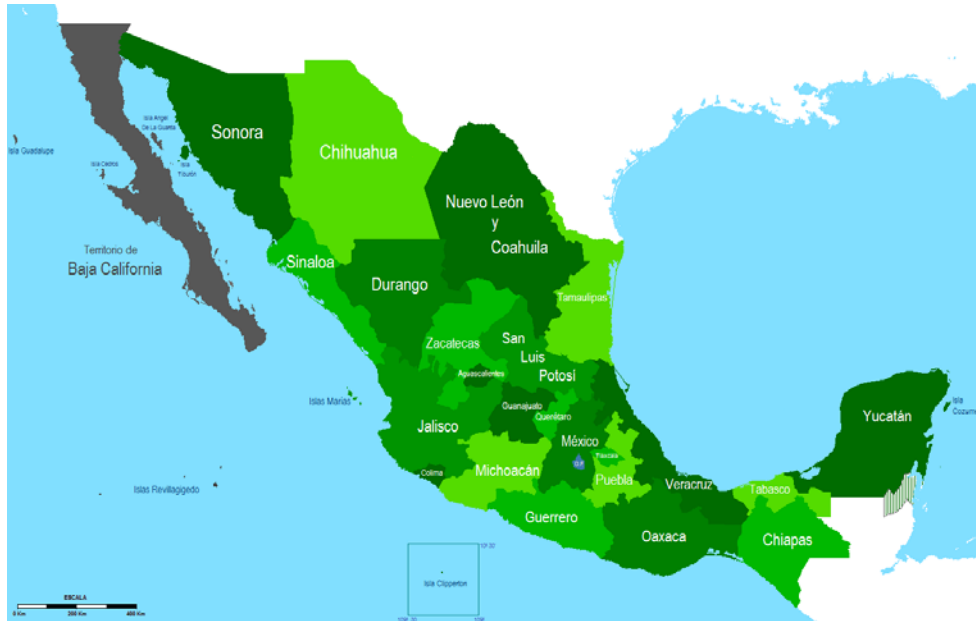 Sonora
Chihuahua
Isla Angel
De La Guarda
Isla Guadalupe
Isla Cedros
Isla
Tiburón
Nuevo León
y
Coahuila
Territorio de
Baja California
Sinaloa
Durango
Tamaulipas
Zacatecas
San
Luis
Potosí
Aguascalientes
Islas Marías
Guanajuato
Querétaro
Jalisco
México
Yucatán
Isla
Cozumel
Tlaxcala
D.F.
Colima
Michoacán
Puebla
Veracruz
Tabasco
Islas Revillagigedo
Guerrero
Oaxaca
Chiapas
Isla Clipperton
ESCALA
0 Km
200 Km
400 Km